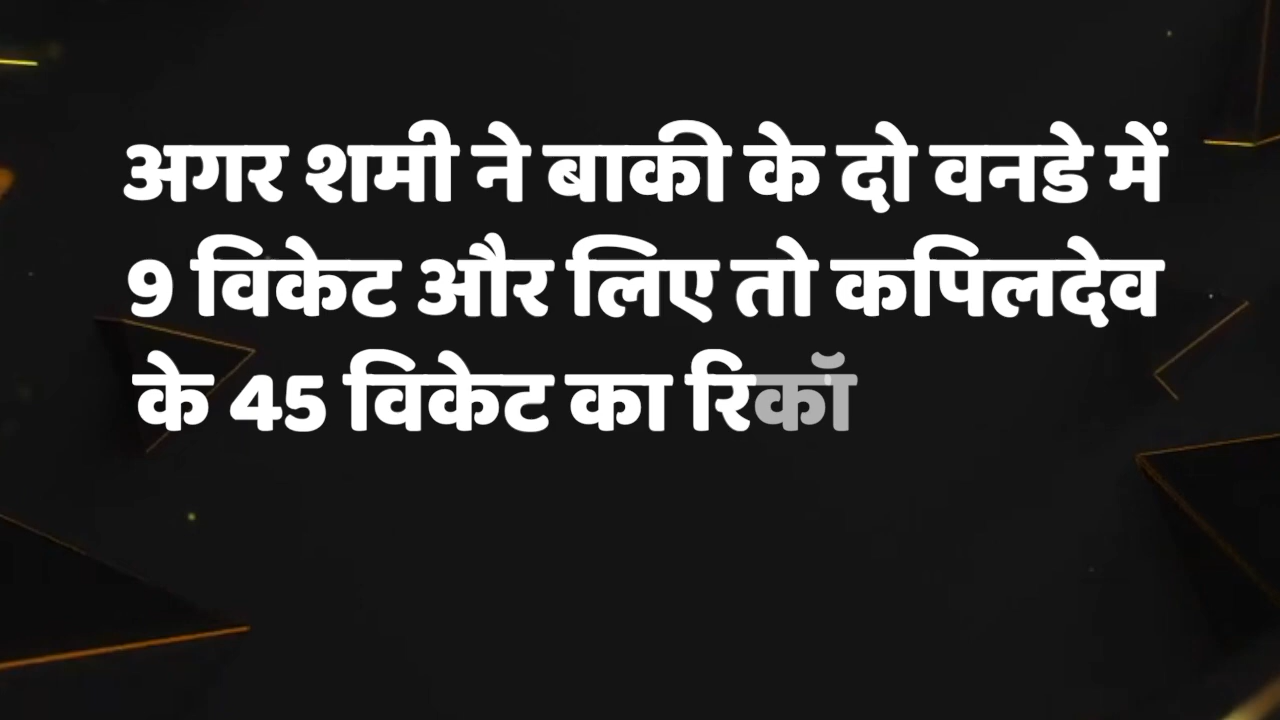 अगर शमी ने बाकी के दो वनडे में
9 विकेट और लिए तो कपिलदेव
के 45 विकेट का रिकॉ